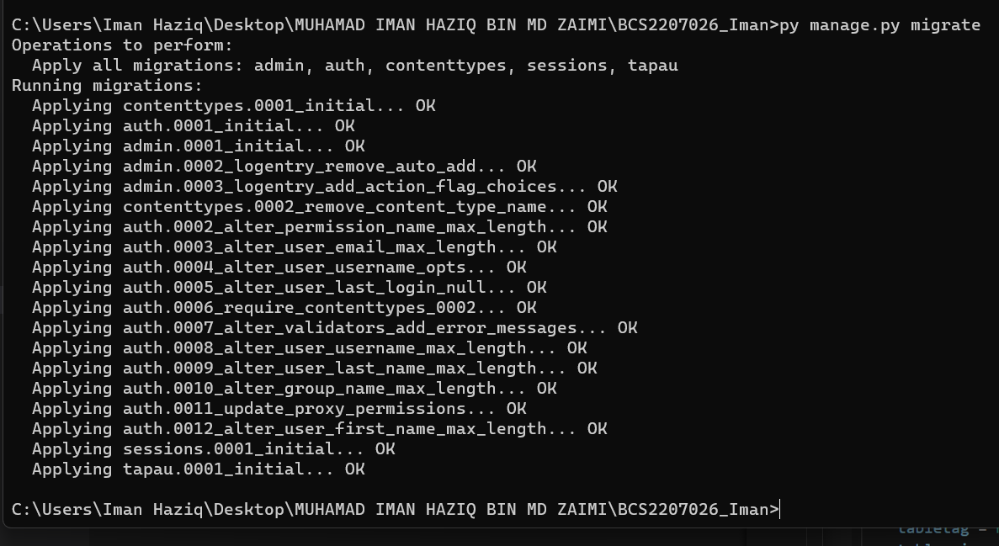 C:\Users\Iman Haziq\Desktop\MUHAMAD IMAN HAZIQ BIN MD ZAIMI\BCS2207026_Iman>py manage.py migrate
Operations to perform:
  Apply all migrations: admin, auth, contenttypes, sessions, tapau
Running migrations:
  Applying contenttypes.0001_initial... OK
  Applying auth.0001_initial... OK
  Applying admin.0001_initial... OK
  Applying admin.0002_logentry_remove_auto_add... OK
  Applying admin.0003_logentry_add_action_flag_choices... OK
  Applying contenttypes.0002_remove_content_type_name... OK
  Applying auth.0002_alter_permission_name_max_length... OK
  Applying auth.0003_alter_user_email_max_length... OK
  Applying auth.0004_alter_user_username_opts... OK
  Applying auth.0005_alter_user_last_login_null... OK
  Applying auth.0006_require_contenttypes_0002... OK
  Applying auth.0007_alter_validators_add_error_messages... OK
  Applying auth.0008_alter_user_username_max_length... OK
  Applying auth.0009_alter_user_last_name_max_length... OK
  Applying auth.0010_alter_group_name_max_length... OK
  Applying auth.0011_update_proxy_permissions... OK
  Applying auth.0012_alter_user_first_name_max_length... OK
  Applying sessions.0001_initial... OK
  Applying tapau.0001_initial... OK
C:\Users\Iman Haziq\Desktop\MUHAMAD IMAN HAZIQ BIN MD ZAIMI\BCS2207026_Iman>
tabletag =